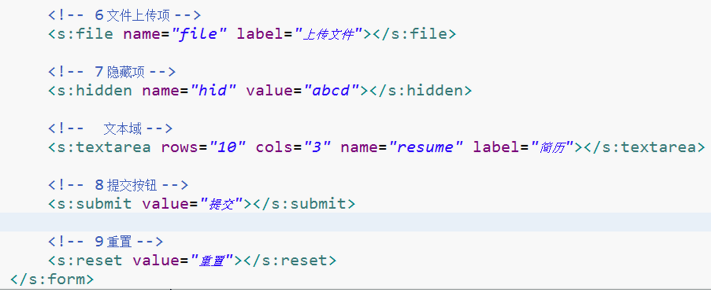 <!-- 6文件上传项 -->
<s:file name="file" label="上传文件"></s:file>
<!-- 7隐藏项 -->
<s:hidden name="hid" value="abcd"></s:hidden>
<!-- 文本域 -->
<s:textarea rows="10" cols="3" name="resume" label="简历"></s:textarea>
<!-- 8提交按钮 -->
<s:submit value="提交"></s:submit>
<!-- 9重置 -->
<s:reset value="重置"></s:reset>
</s:form>